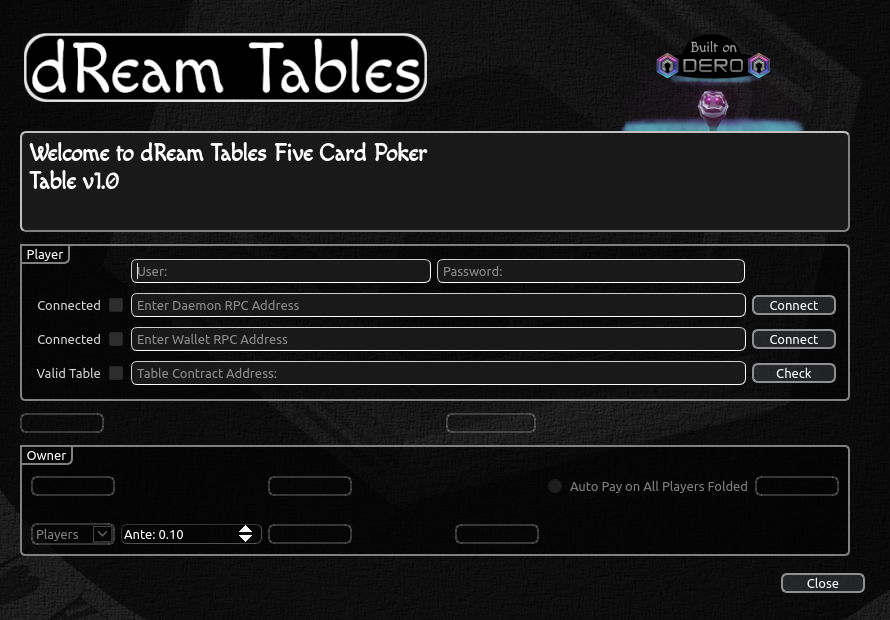 dReam Tables
Built on
DERO
Welcome to dReam Tables Five Card Poker
Table v1.0
Player
User:
Password:
Connected
Enter Daemon RPC Address
Connect
Connected
Enter Wallet RPC Address
Connect
Valid Table
Table Contract Address:
Check
Owner
Auto Pay on All Players Folded
Players
Ante: 0.10
Close